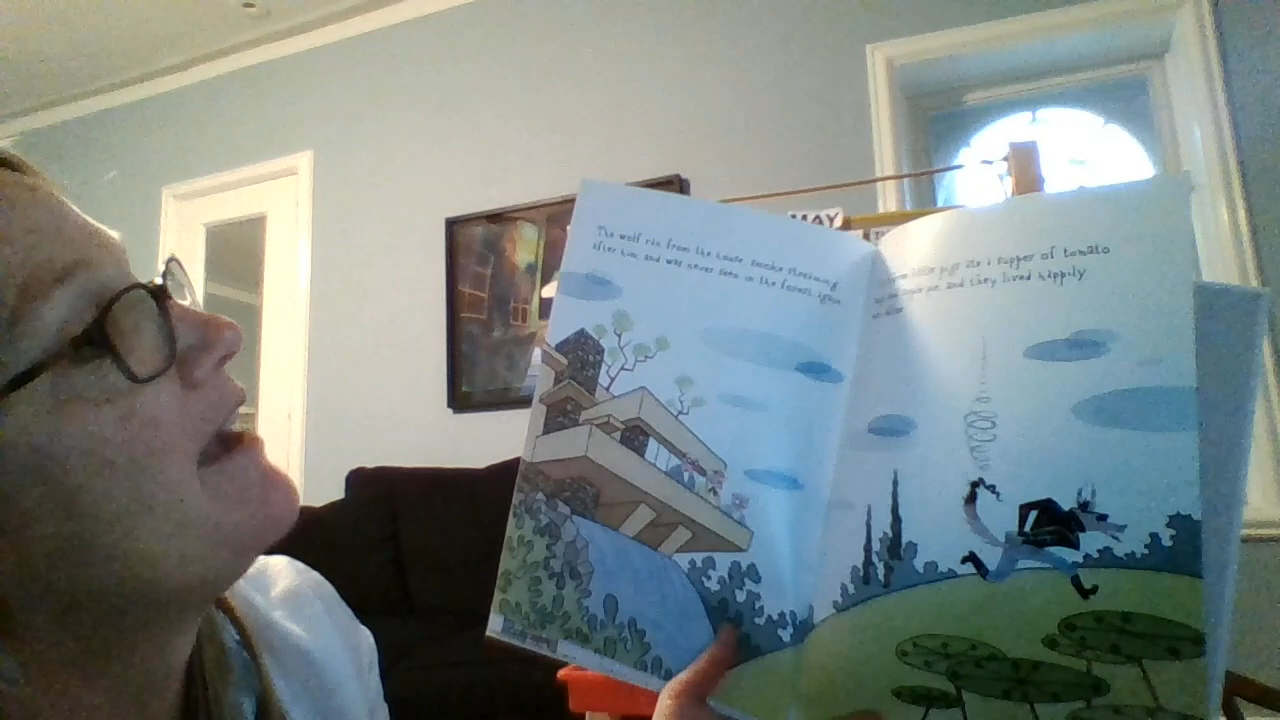 The wolf ran from the house, smoke streaming
after him, and was never seen in the forest again.
little pigs ate a supper of tomato
pie, and they lived happily
MAY